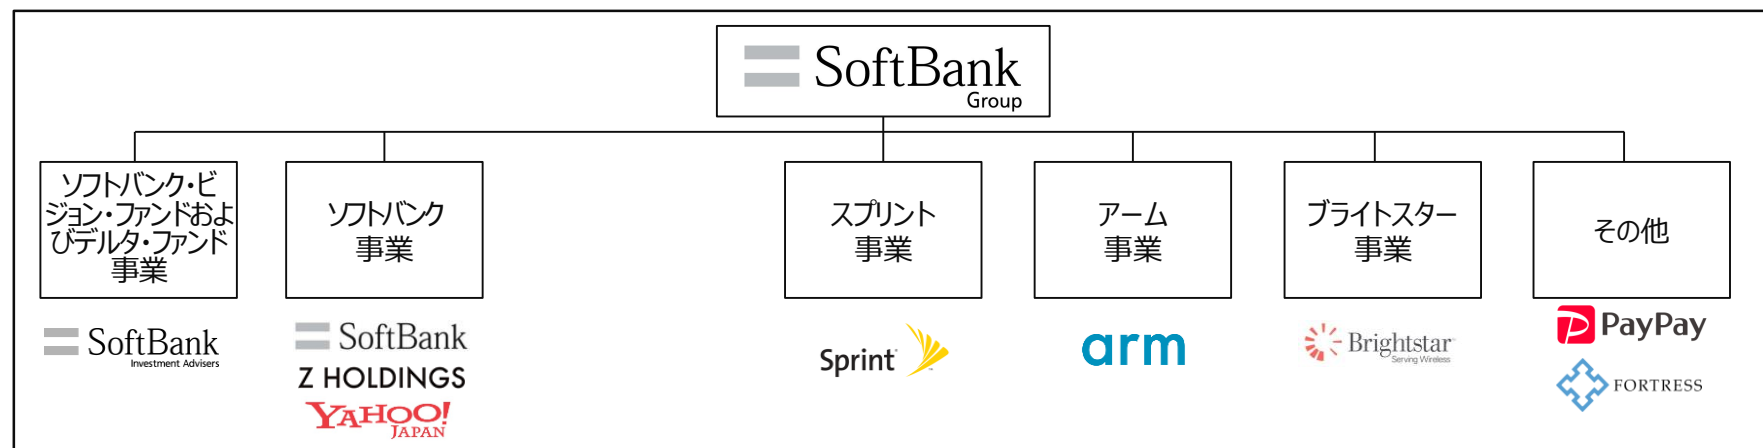 SoftBank
Group
ソフトバンク・ビ
ジョン・ファンドおよ
びデルタ・ファンド
事業
ソフトバンク
事業
スプリント
事業
アーム
事業
ブライトスター
事業
その他
SoftBank
Investment Advisers
SoftBank
Z HOLDINGS
YAHOO!
JAPAN
Sprint
arm
Brightstar
Serving Wireless
PayPay
FORTRESS